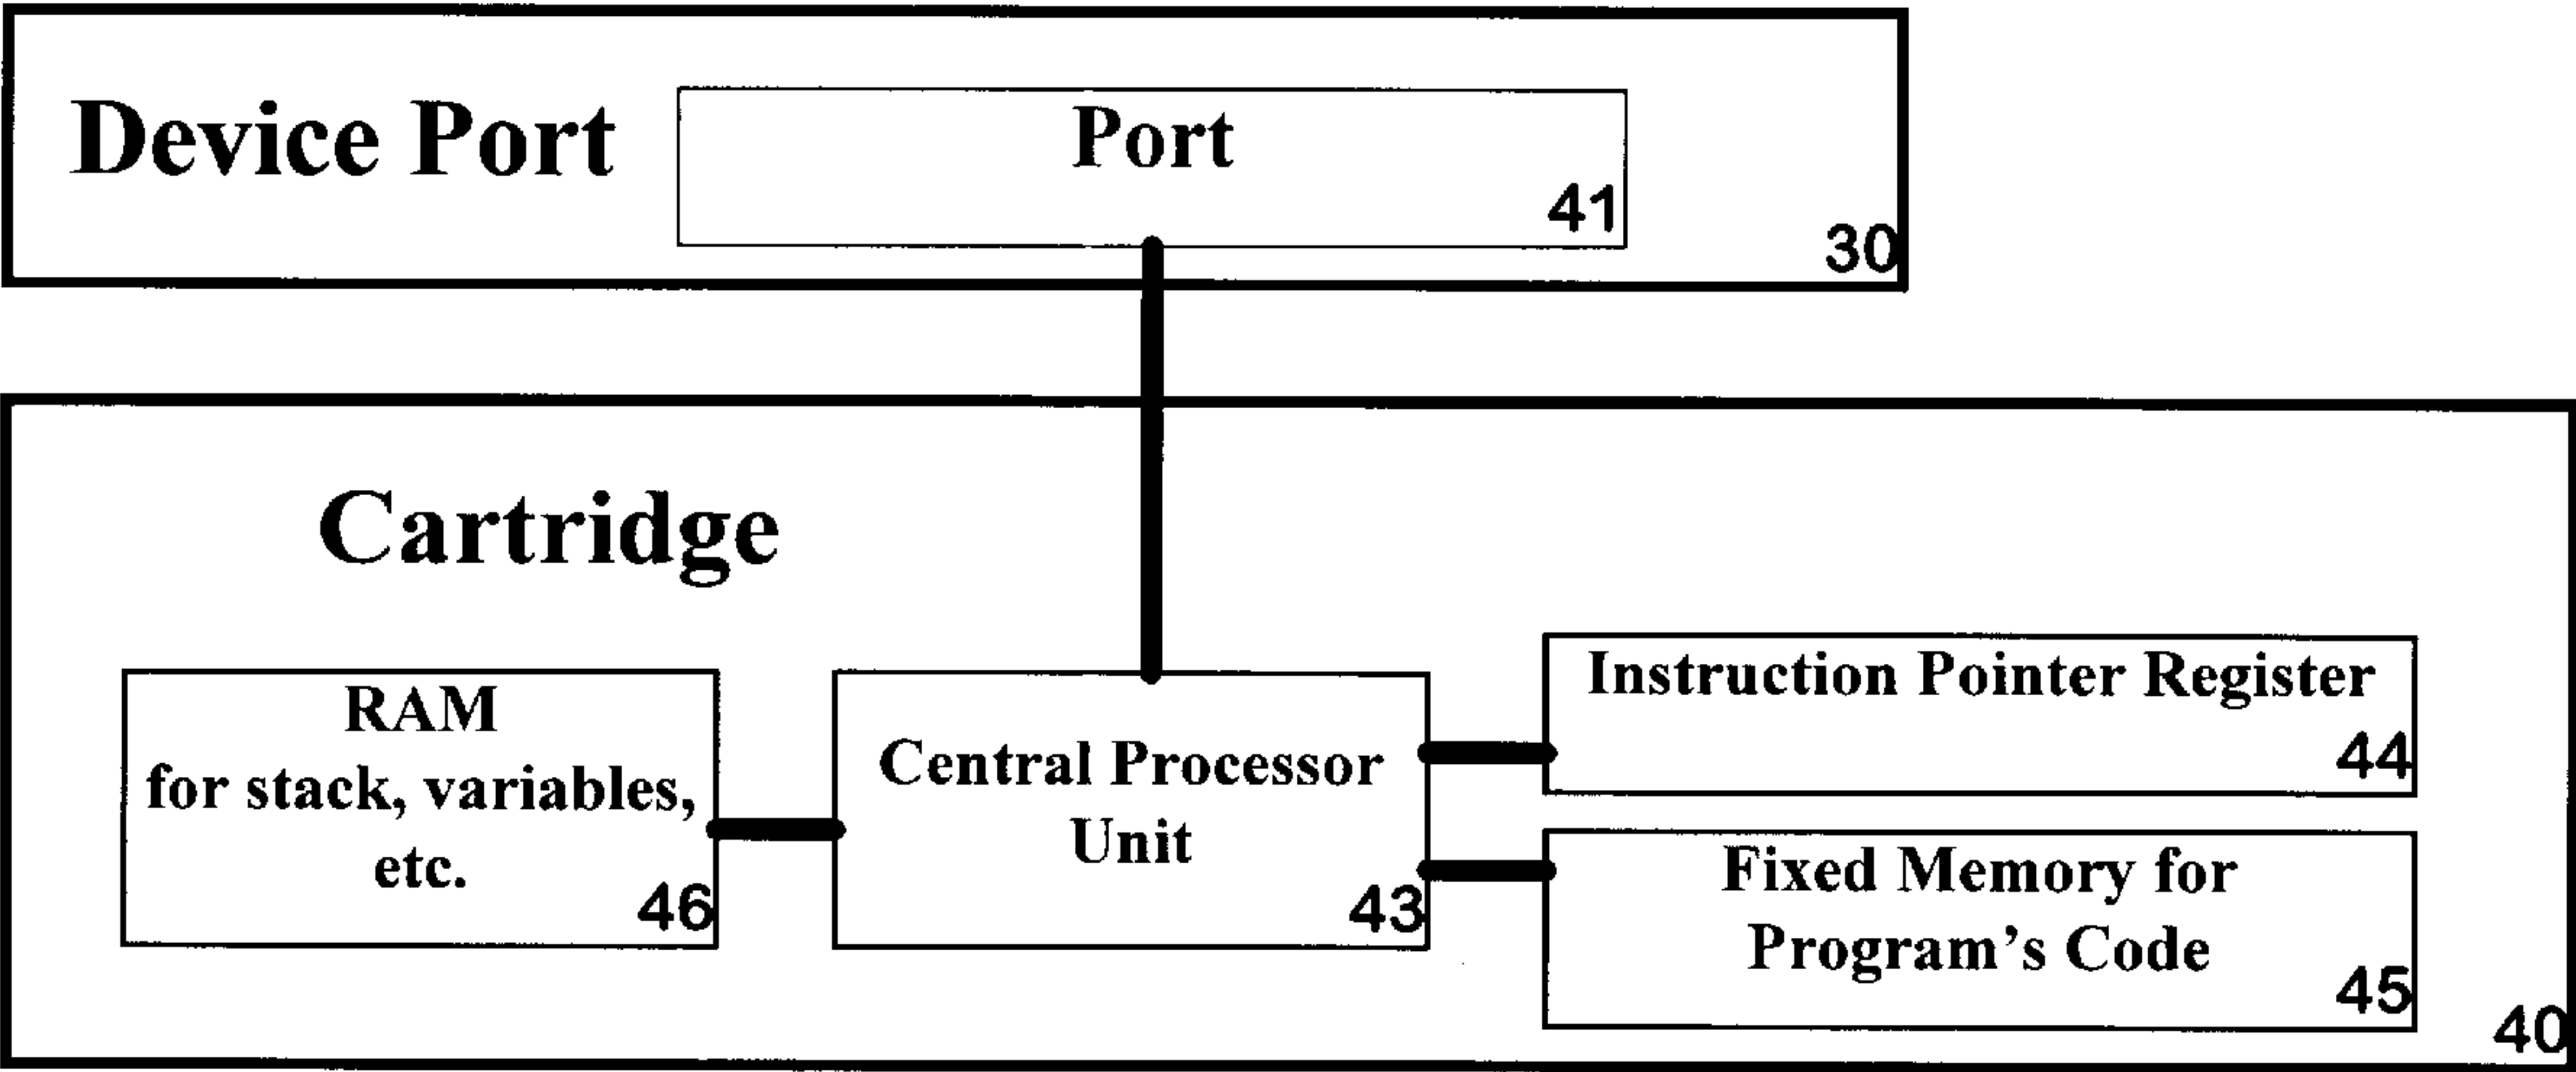 Device Port
Port
41
30
Cartridge
RAM
for stack, variables,
etc.
46
Central Processor
Unit
43
Instruction Pointer Register
44
Fixed Memory for
Program’s Code
45
40